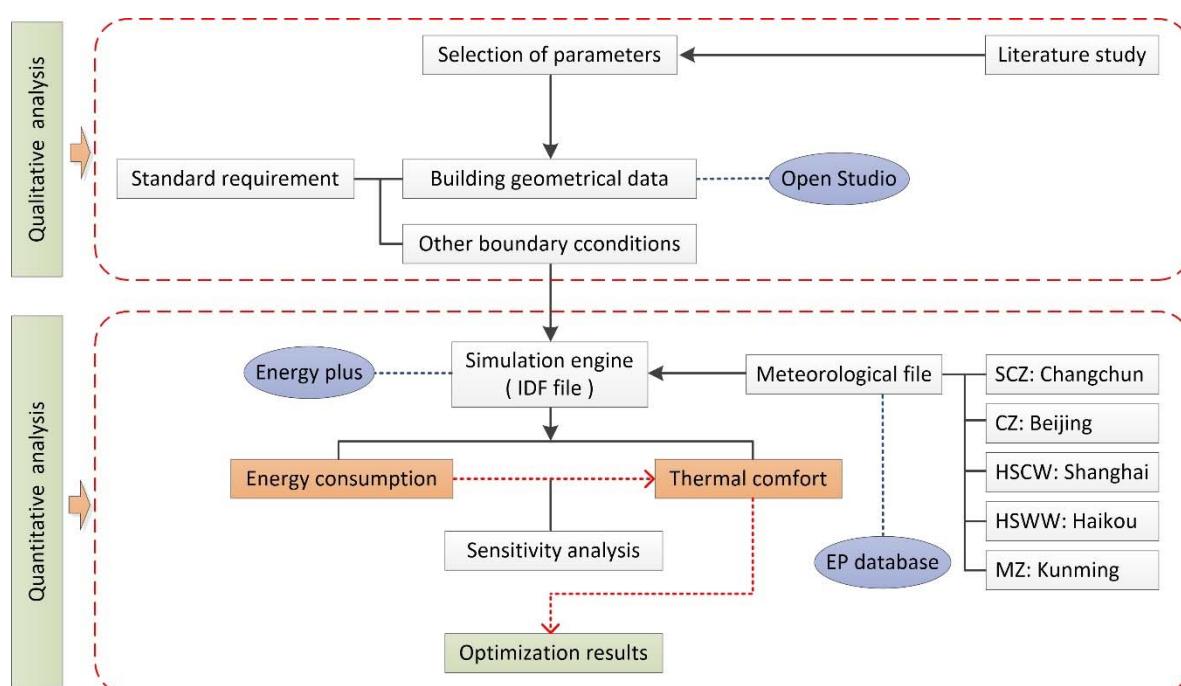 Qualitative analysis
Selection of parameters
Literature study
Standard requirement
Building geometrical data
Open Studio
Other boundary cconditions
Quantitative analysis
Energy plus
Simulation engine
( IDF file )
Meteorological file
SCZ: Changchun
CZ: Beijing
HSCW: Shanghai
HSWW: Haikou
MZ: Kunming
Energy consumption
Thermal comfort
Sensitivity analysis
EP database
Optimization results